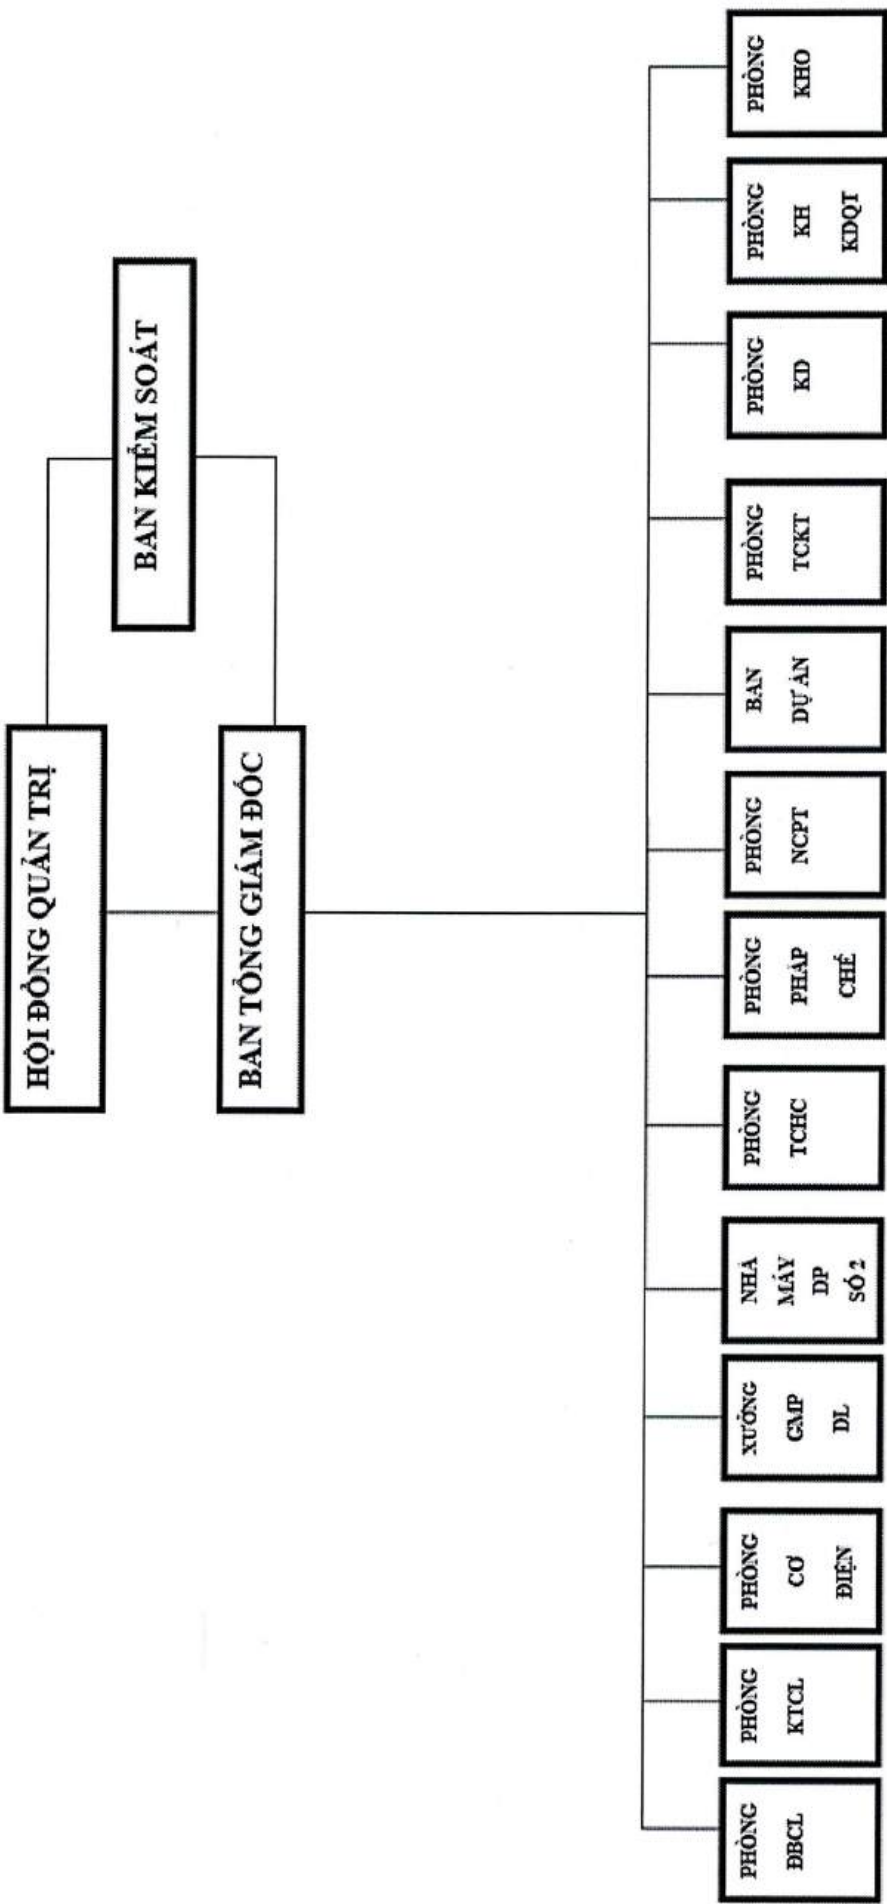 HỘI ĐỒNG QUẢN TRỊ
BAN KIỂM SOÁT
BAN TỔNG GIÁM ĐỐC
PHÒNG
ĐBCL
PHÒNG
KTCL
PHÒNG
CƠ
ĐIỆN
XƯỞNG
GMP
DL
NHÀ
MÁY
DP
SỐ 2
PHÒNG
TCHC
PHÒNG
PHÁP
CHẾ
PHÒNG
NCPT
BAN
DỰ ÁN
PHÒNG
TCKT
PHÒNG
KD
PHÒNG
KH
KDQT
PHÒNG
KHO